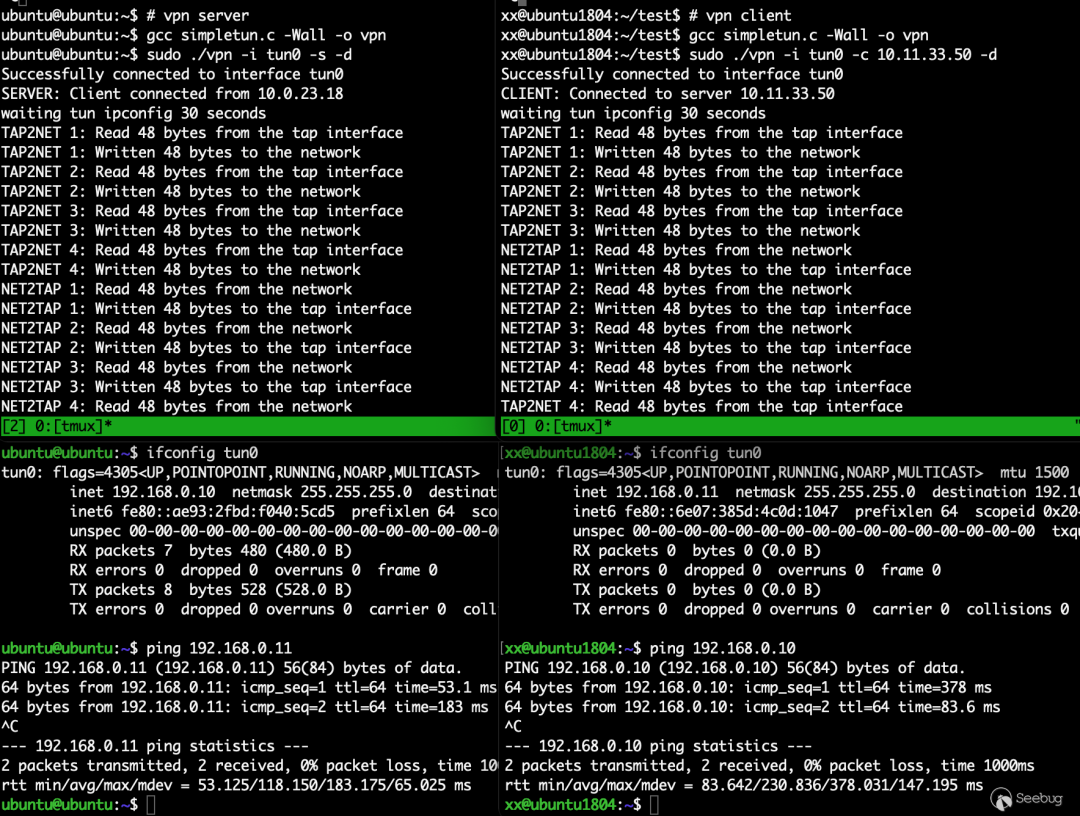 ubuntu@ubuntu:~$ # vpn server
ubuntu@ubuntu:~$ gcc simpletun.c -Wall -o vpn
ubuntu@ubuntu:~$ sudo ./vpn -i tun0 -s -d
Successfully connected to interface tun0
SERVER: Client connected from 10.0.23.18
waiting tun ipconfig 30 seconds
TAP2NET 1: Read 48 bytes from the tap interface
TAP2NET 1: Written 48 bytes to the network
TAP2NET 2: Read 48 bytes from the tap interface
TAP2NET 2: Written 48 bytes to the network
TAP2NET 3: Read 48 bytes from the tap interface
TAP2NET 3: Written 48 bytes to the network
TAP2NET 4: Read 48 bytes from the tap interface
TAP2NET 4: Written 48 bytes to the network
NET2TAP 1: Read 48 bytes from the network
NET2TAP 1: Written 48 bytes to the tap interface
NET2TAP 2: Read 48 bytes from the network
NET2TAP 2: Written 48 bytes to the tap interface
NET2TAP 3: Read 48 bytes from the network
NET2TAP 3: Written 48 bytes to the tap interface
NET2TAP 4: Read 48 bytes from the network
[2] 0:[tmux]*
xx@ubuntu1804:~/test$ # vpn client
xx@ubuntu1804:~/test$ gcc simpletun.c -Wall -o vpn
xx@ubuntu1804:~/test$ sudo ./vpn -i tun0 -c 10.11.33.50 -d
Successfully connected to interface tun0
CLIENT: Connected to server 10.11.33.50
waiting tun ipconfig 30 seconds
TAP2NET 1: Read 48 bytes from the tap interface
TAP2NET 1: Written 48 bytes to the network
TAP2NET 2: Read 48 bytes from the tap interface
TAP2NET 2: Written 48 bytes to the network
TAP2NET 3: Read 48 bytes from the tap interface
TAP2NET 3: Written 48 bytes to the network
NET2TAP 1: Read 48 bytes from the network
NET2TAP 1: Written 48 bytes to the tap interface
NET2TAP 2: Read 48 bytes from the network
NET2TAP 2: Written 48 bytes to the tap interface
NET2TAP 3: Read 48 bytes from the network
NET2TAP 3: Written 48 bytes to the tap interface
NET2TAP 4: Read 48 bytes from the network
NET2TAP 4: Written 48 bytes to the tap interface
TAP2NET 4: Read 48 bytes from the tap interface
[0] 0:[tmux]* "
ubuntu@ubuntu:~$ ifconfig tun0
tun0: flags=4305<UP,POINTOPOINT,RUNNING,NOARP,MULTICAST>
inet 192.168.0.10 netmask 255.255.255.0 destinat
inet6 fe80::ae93:2fbd:f040:5cd5 prefixlen 64 sco
unspec 00-00-00-00-00-00-00-00-00-00-00-00-00-0
RX packets 7 bytes 480 (480.0 B)
RX errors 0 dropped 0 overruns 0 frame 0
TX packets 8 bytes 528 (528.0 B)
TX errors 0 dropped 0 overruns 0 carrier 0 coll
ubuntu@ubuntu:~$ ping 192.168.0.11
PING 192.168.0.11 (192.168.0.11) 56(84) bytes of data.
64 bytes from 192.168.0.11: icmp_seq=1 ttl=64 time=53.1 ms
64 bytes from 192.168.0.11: icmp_seq=2 ttl=64 time=183 ms
^C
--- 192.168.0.11 ping statistics ---
2 packets transmitted, 2 received, 0% packet loss, time 10
rtt min/avg/max/mdev = 53.125/118.150/183.175/65.025 ms
ubuntu@ubuntu:~$
[xx@ubuntu1804:~$ ifconfig tun0
tun0: flags=4305<UP,POINTOPOINT,RUNNING,NOARP,MULTICAST> mtu 1500
inet 192.168.0.11 netmask 255.255.255.0 destination 192.16
inet6 fe80::6e07:385d:4c0d:1047 prefixlen 64 scopeid 0x20
unspec 00-00-00-00-00-00-00-00-00-00-00-00-00-00-00-00 txqu
RX packets 0 bytes 0 (0.0 B)
RX errors 0 dropped 0 overruns 0 frame 0
TX packets 0 bytes 0 (0.0 B)
TX errors 0 dropped 0 overruns 0 carrier 0 collisions 0
[xx@ubuntu1804:~$ ping 192.168.0.10
PING 192.168.0.10 (192.168.0.10) 56(84) bytes of data.
64 bytes from 192.168.0.10: icmp_seq=1 ttl=64 time=378 ms
64 bytes from 192.168.0.10: icmp_seq=2 ttl=64 time=83.6 ms
^C
--- 192.168.0.10 ping statistics ---
2 packets transmitted, 2 received, 0% packet loss, time 1000ms
rtt min/avg/max/mdev = 83.642/230.836/378.031/147.195 ms
xx@ubuntu1804:~$
Seebug